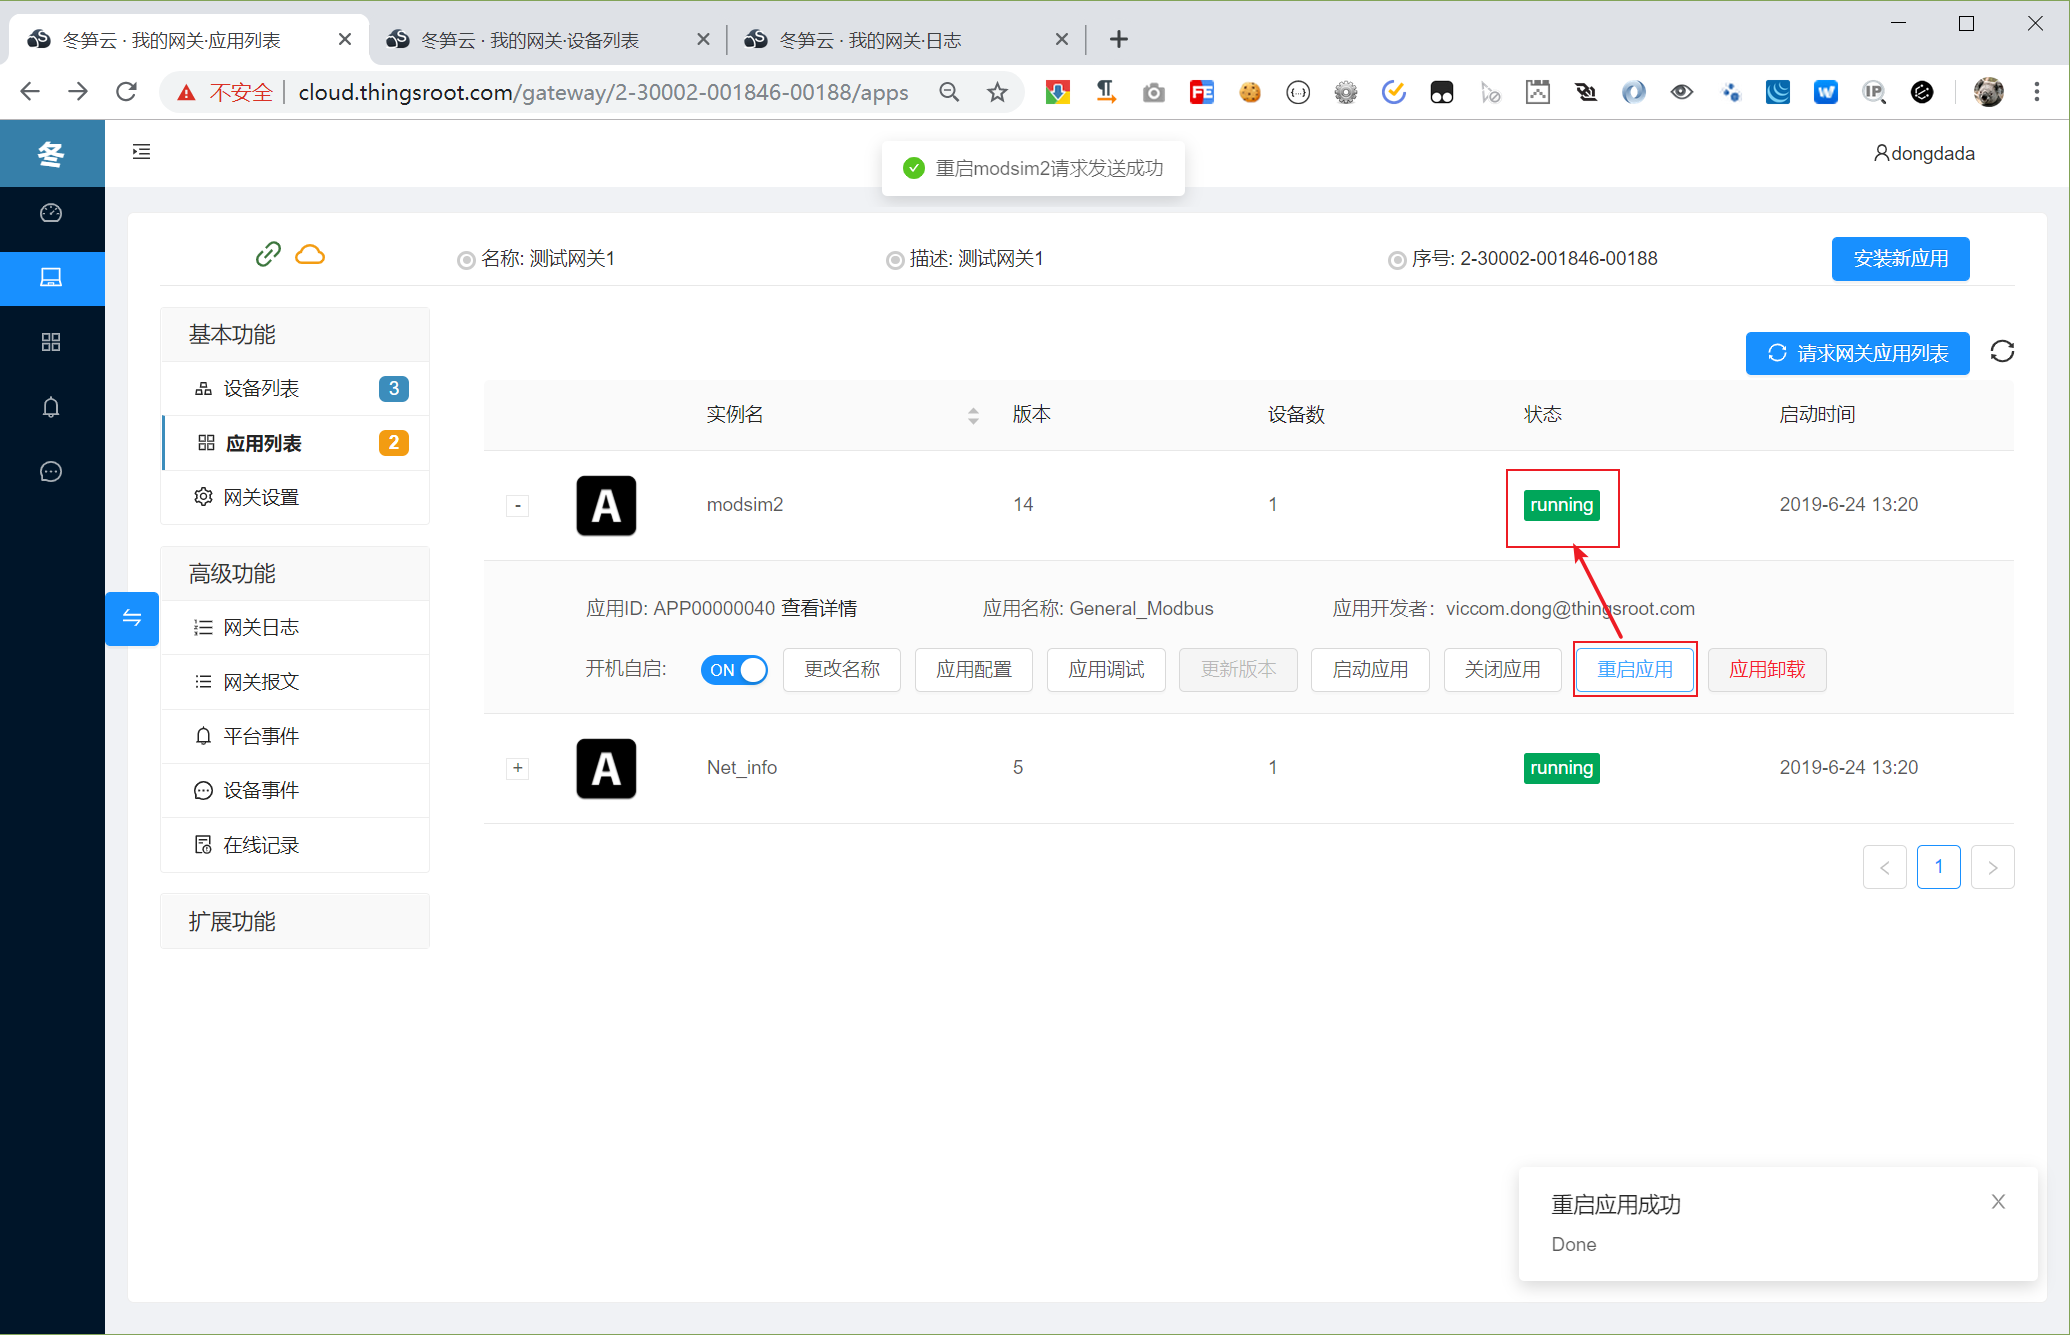 冬笋云 · 我的网关·应用列表
冬笋云 · 我的网关·设备列表
冬笋云 · 我的网关·日志
不安全
cloud.thingsroot.com/gateway/2-30002-001846-00188/apps
冬
重启modsim2请求发送成功
dongdada
名称: 测试网关1
描述: 测试网关1
序号: 2-30002-001846-00188
安装新应用
基本功能
设备列表 3
应用列表 2
网关设置
高级功能
网关日志
网关报文
平台事件
设备事件
在线记录
扩展功能
请求网关应用列表
实例名 版本 设备数 状态 启动时间
- A modsim2 14 1 running 2019-6-24 13:20
应用ID: APP00000040 查看详情 应用名称: General_Modbus 应用开发者: viccom.dong@thingsroot.com
开机自启: ON 更改名称 应用配置 应用调试 更新版本 启动应用 关闭应用 重启应用 应用卸载
+ A Net_info 5 1 running 2019-6-24 13:20
< 1 >
重启应用成功
Done